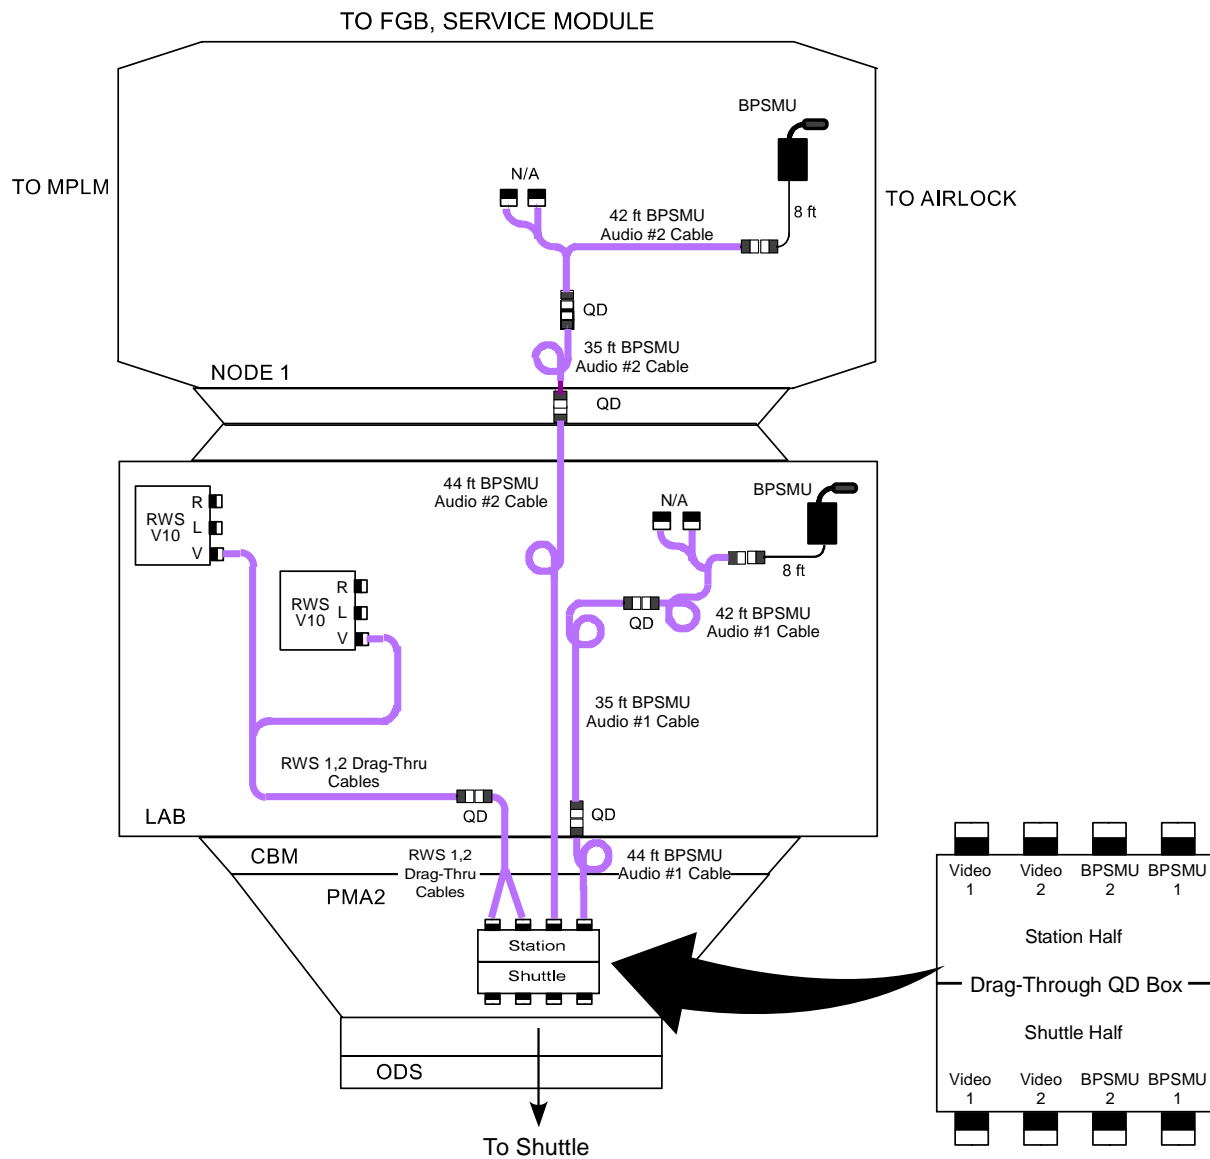 TO FGB, SERVICE MODULE
BPSMU
N/A
TO MPLM
TO AIRLOCK
8 ft
42 ft BPSMU
Audio #2 Cable
QD
35 ft BPSMU
Audio #2 Cable
NODE 1
QD
44 ft BPSMU
Audio #2 Cable
BPSMU
N/A
R
L
V
RWS
V10
8 ft
R
L
V
RWS
V10
QD
42 ft BPSMU
Audio #1 Cable
35 ft BPSMU
Audio #1 Cable
RWS 1,2 Drag-Thru
Cables
QD
QD
LAB
CBM
RWS 1,2
Drag-Thru
Cables
44 ft BPSMU
Audio #1 Cable
PMA2
Station
Shuttle
ODS
To Shuttle
Video
1
Video
2
BPSMU
2
BPSMU
1
Station Half
Drag-Through QD Box
Shuttle Half
Video
1
Video
2
BPSMU
2
BPSMU
1